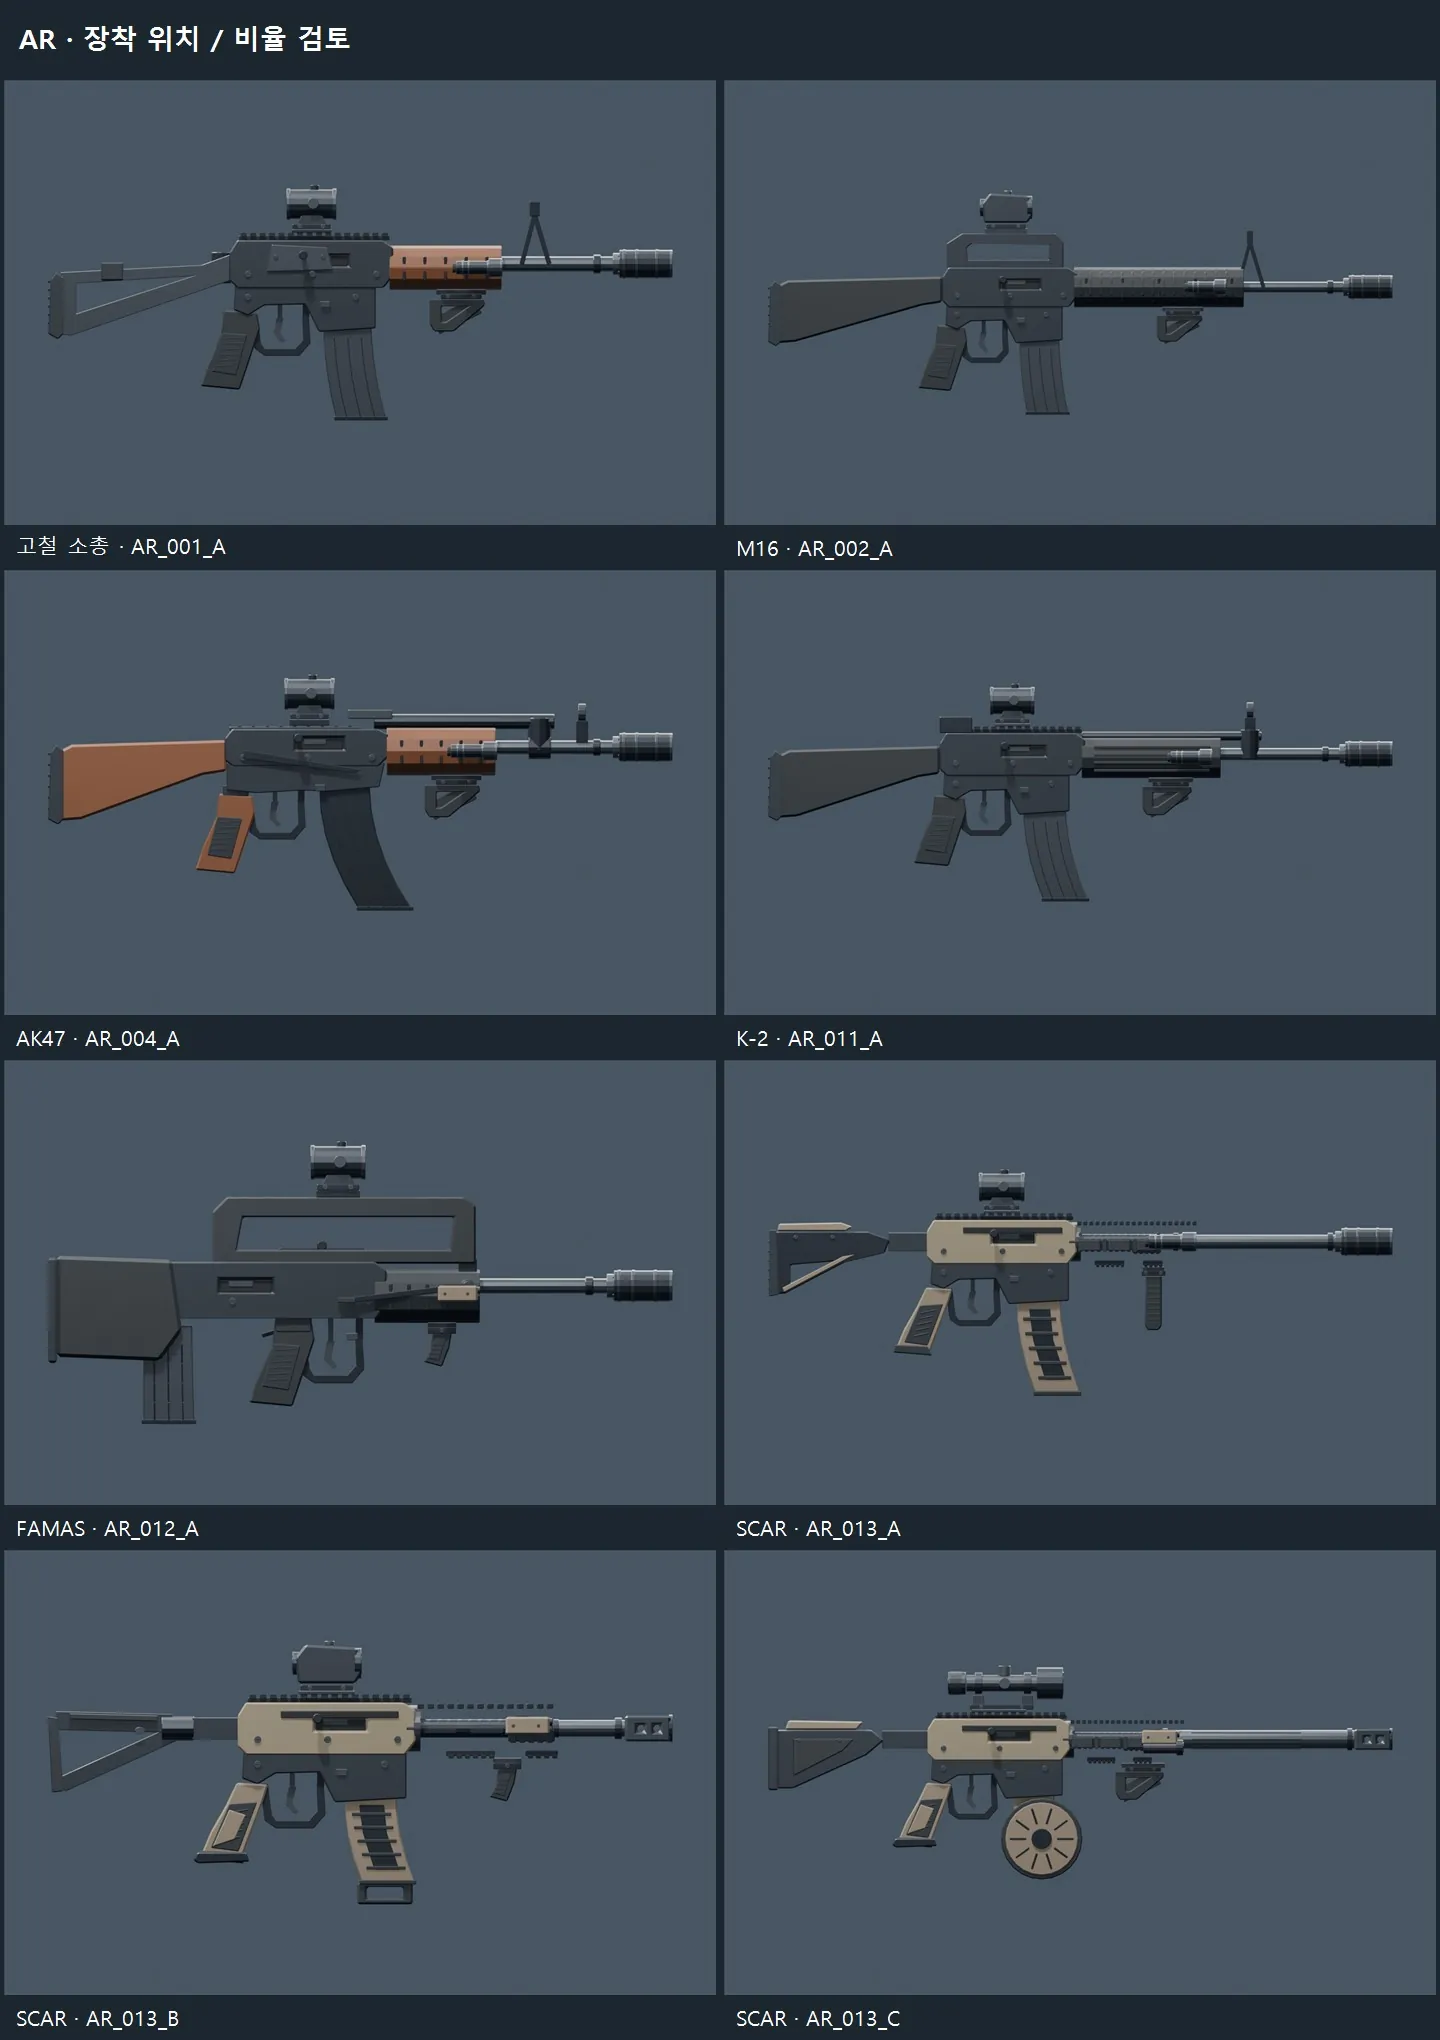 AR · 장착 위치 / 비율 검토
고철 소총 · AR_001_A
M16 · AR_002_A
AK47 · AR_004_A
K-2 · AR_011_A
FAMAS · AR_012_A
SCAR · AR_013_A
SCAR · AR_013_B
SCAR · AR_013_C